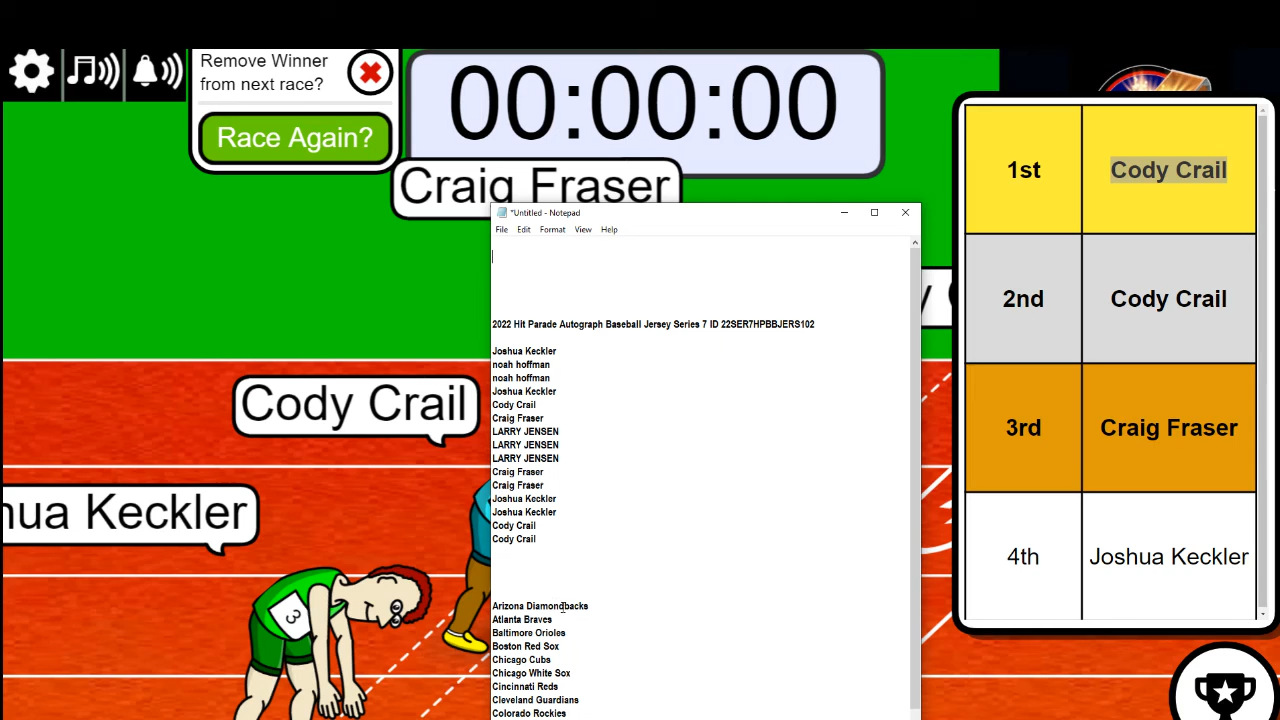 Remove Winner
from next race?
Race Again?
00:00:00
Craig Fraser
1st
Cody Crail
2nd
Cody Crail
3rd
Craig Fraser
4th
Joshua Keckler
*Untitled - Notepad
File Edit Format View Help
2022 Hit Parade Autograph Baseball Jersey Series 7 ID 22SER7HPBBJERS102
Joshua Keckler
noah hoffman
noah hoffman
Joshua Keckler
Cody Crail
Craig Fraser
LARRY JENSEN
LARRY JENSEN
LARRY JENSEN
Craig Fraser
Craig Fraser
Joshua Keckler
Joshua Keckler
Cody Crail
Cody Crail
Arizona Diamondbacks
Atlanta Braves
Baltimore Orioles
Boston Red Sox
Chicago Cubs
Chicago White Sox
Cincinnati Reds
Cleveland Guardians
Colorado Rockies
Cody Crail
hua Keckler
3